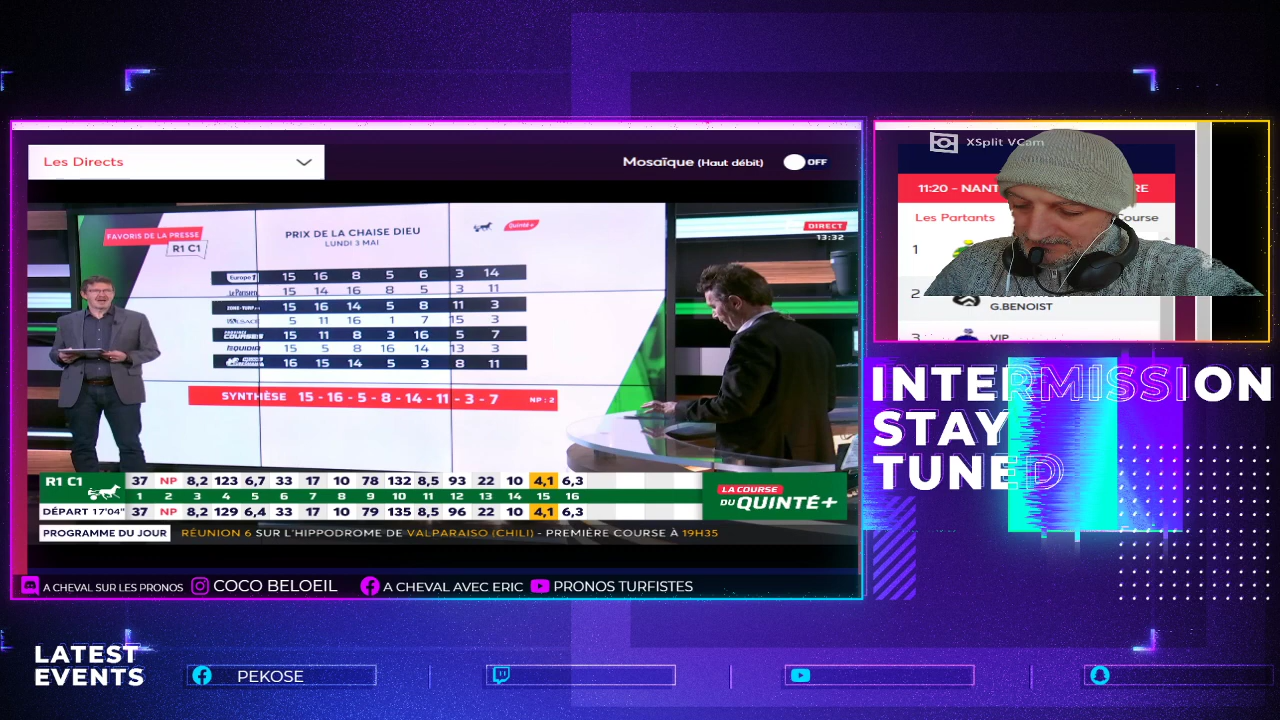 Les Directs
Mosaïque (Haut débit) OFF
FAVORIS DE LA PRESSE
R1 C1
PRIX DE LA CHAISE DIEU
LUNDI 3 MAI
Quinté+
DIRECT
13:32
Europe 1 15 16 8 5 6 3 14
Le Parisien 15 14 16 8 5 3 11
ZONE-TURF 15 16 14 5 8 11 3
5 11 16 1 7 15 3
15 11 8 3 16 5 7
EQUIDIA 15 5 8 16 14 13 3
16 15 14 5 3 8 11
SYNTHÈSE 15 - 16 - 5 - 8 - 14 - 11 - 3 - 7 NP : 2
R1 C1 37 NP 8,2 123 6,7 33 17 10 78 132 8,5 93 22 10 4,1 6,3
1 2 3 4 5 6 7 8 9 10 11 12 13 14 15 16
DÉPART 17'04" 37 NP 8,2 129 6,4 33 17 10 79 135 8,5 96 22 10 4,1 6,3
LA COURSE
DU QUINTÉ+
PROGRAMME DU JOUR RÉUNION 6 SUR L'HIPPODROME DE VALPARAISO (CHILI) - PREMIÈRE COURSE À 19H35
A CHEVAL SUR LES PRONOS COCO BELOEIL A CHEVAL AVEC ERIC PRONOS TURFISTES
XSplit VCam
11:20 - NANT RE
Les Partants Course
1
2
G.BENOIST
3 VIP
INTERMISSION
STAY
TUNED
LATEST
EVENTS
PEKOSE